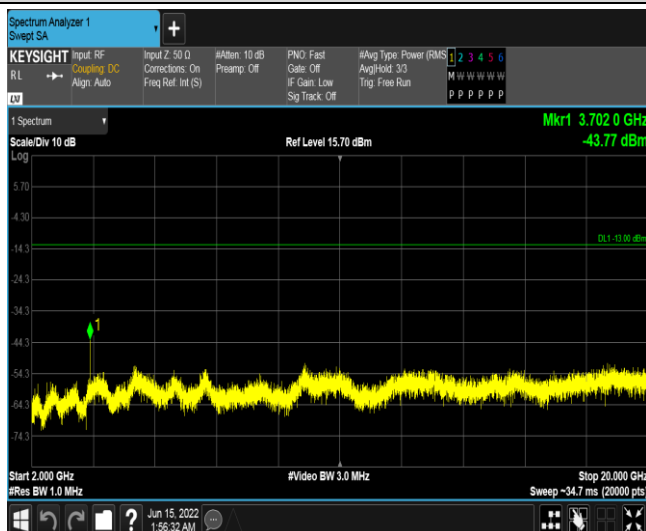 Spectrum Analyzer 1
Swept SA
+
KEYSIGHT Input: RF Input Z: 50 Ω #Atten: 10 dB PNO: Fast #Avg Type: Power (RMS 1 2 3 4 5 6
RL Coupling: DC Corrections: On Preamp: Off Gate: Off Avg|Hold: 3/3 M W W W W W
Align: Auto Freq Ref: Int (S) IF Gain: Low Trig: Free Run
Sig Track: Off P P P P P P
LXI
1 Spectrum Mkr1 3.702 0 GHz
Scale/Div 10 dB Ref Level 15.70 dBm -43.77 dBm
Log
5.70
-4.30
DL1 -13.00 dBm
-14.3
-24.3
-34.3
1
-44.3
-54.3
-64.3
-74.3
Start 2.000 GHz #Video BW 3.0 MHz Stop 20.000 GHz
#Res BW 1.0 MHz Sweep ~34.7 ms (20000 pts)
? Jun 15, 2022
1:56:32 AM